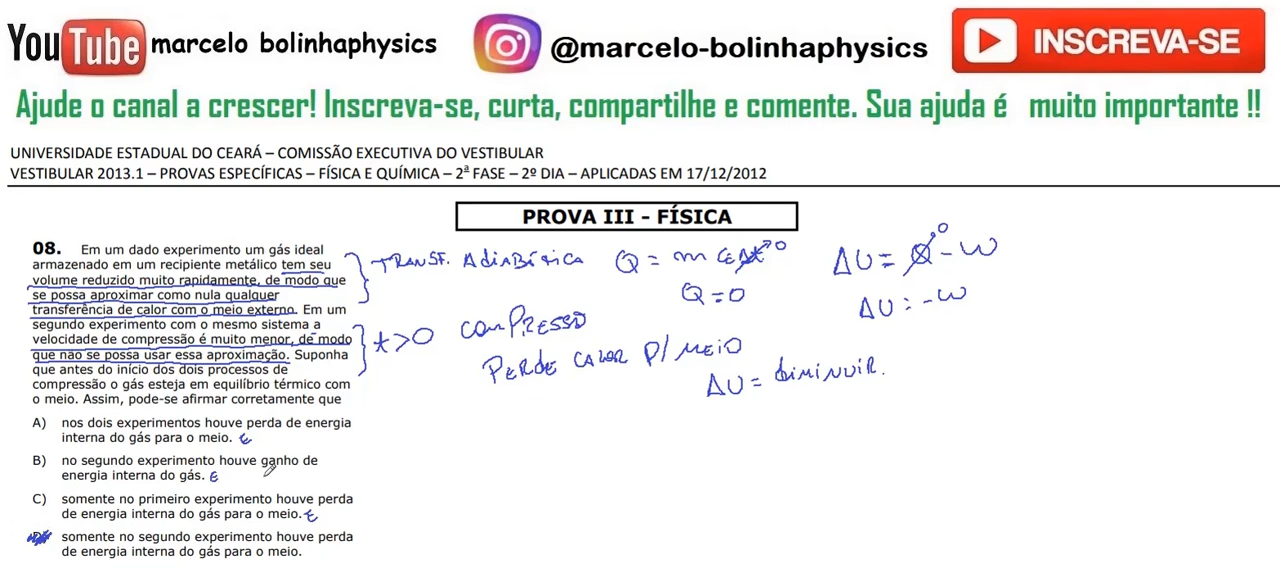 YouTube marcelo bolinhaphysics @marcelo-bolinhaphysics INSCREVA-SE
Ajude o canal a crescer! Inscreva-se, curta, compartilhe e comente. Sua ajuda é muito importante !!
UNIVERSIDADE ESTADUAL DO CEARÁ – COMISSÃO EXECUTIVA DO VESTIBULAR
VESTIBULAR 2013.1 – PROVAS ESPECÍFICAS – FÍSICA E QUÍMICA – 2ª FASE – 2º DIA – APLICADAS EM 17/12/2012
PROVA III - FÍSICA
08. Em um dado experimento um gás ideal
armazenado em um recipiente metálico tem seu
volume reduzido muito rapidamente, de modo que
se possa aproximar como nula qualquer
transferência de calor com o meio externo. Em um
segundo experimento com o mesmo sistema a
velocidade de compressão é muito menor, de modo
que não se possa usar essa aproximação. Suponha
que antes do início dos dois processos de
compressão o gás esteja em equilíbrio térmico com
o meio. Assim, pode-se afirmar corretamente que
A) nos dois experimentos houve perda de energia
interna do gás para o meio. E
B) no segundo experimento houve ganho de
energia interna do gás. E
C) somente no primeiro experimento houve perda
de energia interna do gás para o meio. E
somente no segundo experimento houve perda
de energia interna do gás para o meio.
TRANSF. ADIABÁTICA
Q = m c Δt 0
Q = 0
ΔU = Q 0 - W
ΔU = -W
t > 0 COMPRESSO
PERDE CALOR P/ MEIO
ΔU = DIMINUIR.